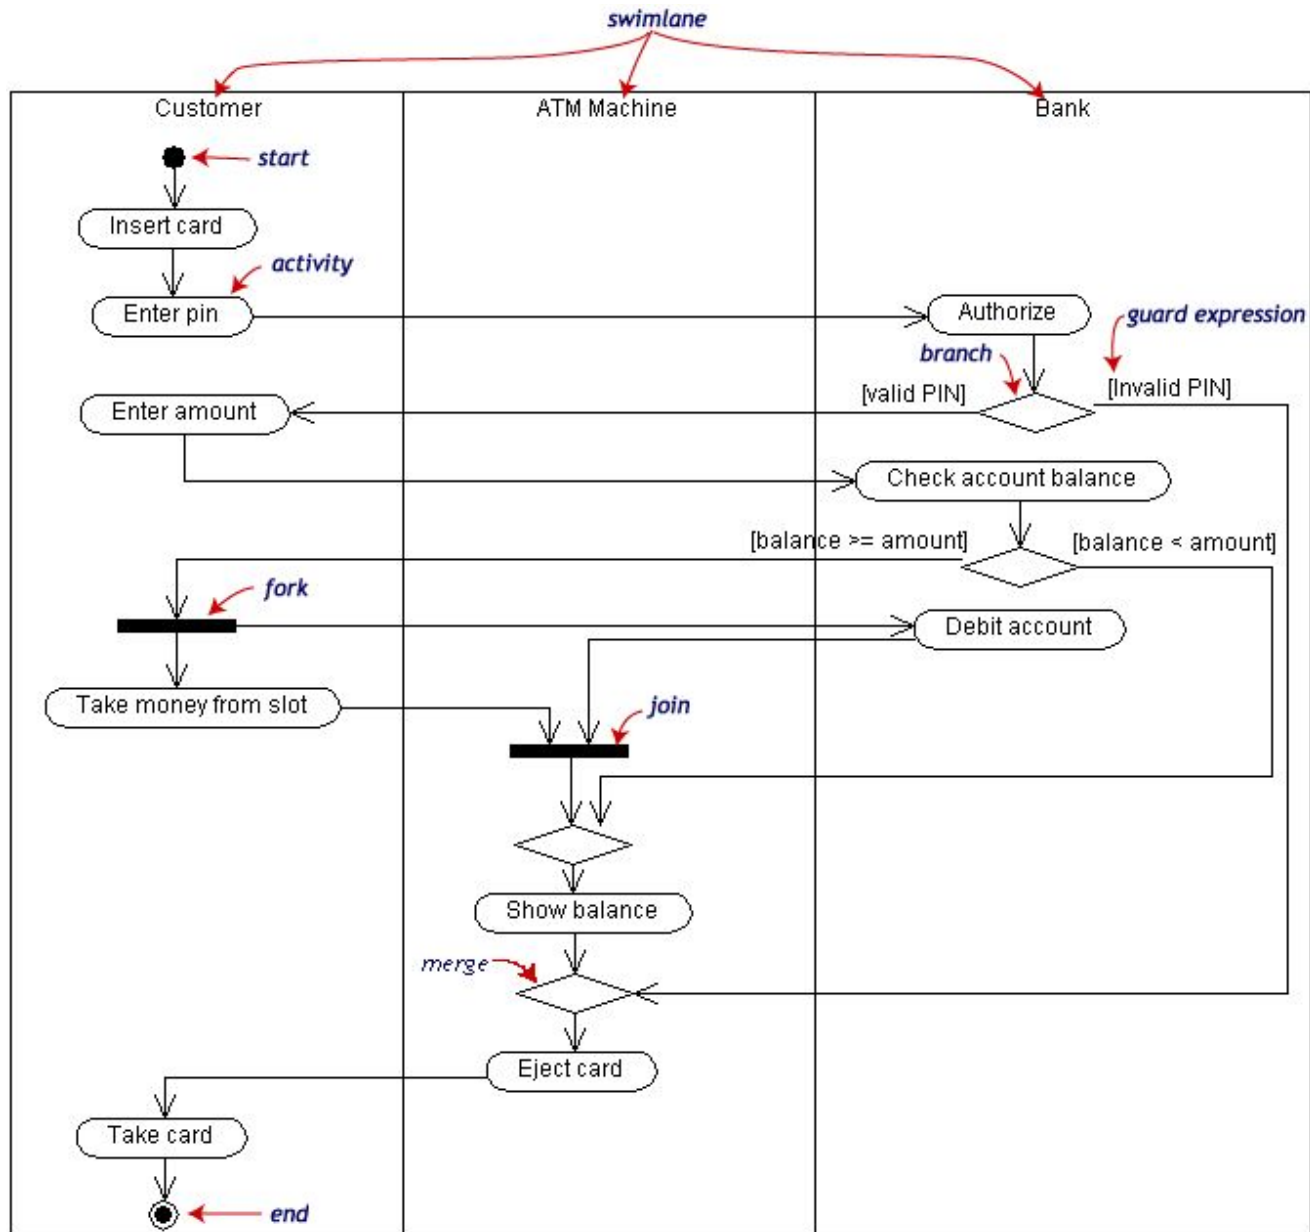 swimlane
Customer
ATM Machine
Bank
start
Insert card
activity
Enter pin
Authorize
guard expression
branch
[valid PIN]
[Invalid PIN]
Enter amount
Check account balance
[balance >= amount]
[balance < amount]
fork
Debit account
Take money from slot
join
Show balance
merge
Eject card
Take card
end